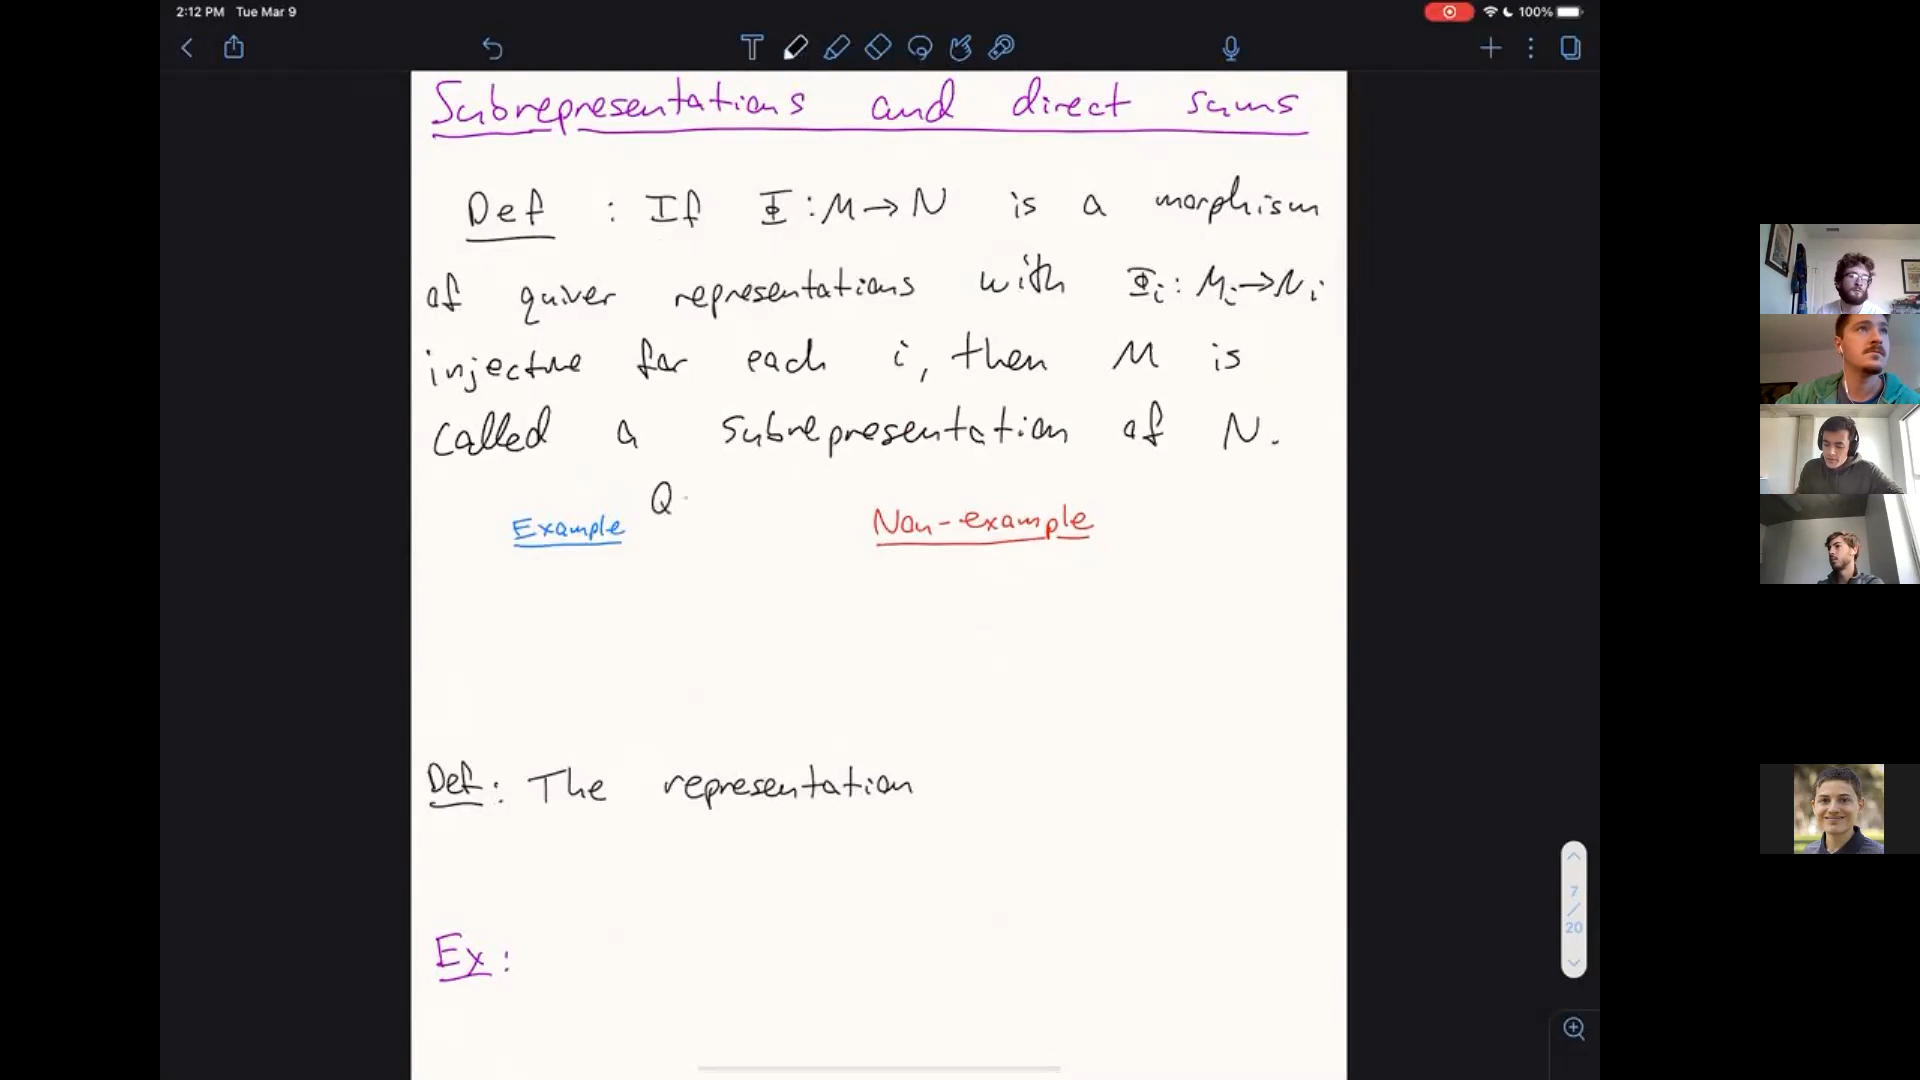 2:12 PM Tue Mar 9
100%
Subrepresentations and direct sums
Def : If Φ : M → N is a morphism
of quiver representations with Φi : Mi → Ni
injective for each i, then M is
called a subrepresentation of N.
Q
Example
Non-example
Def: The representation
Ex:
7
/
20